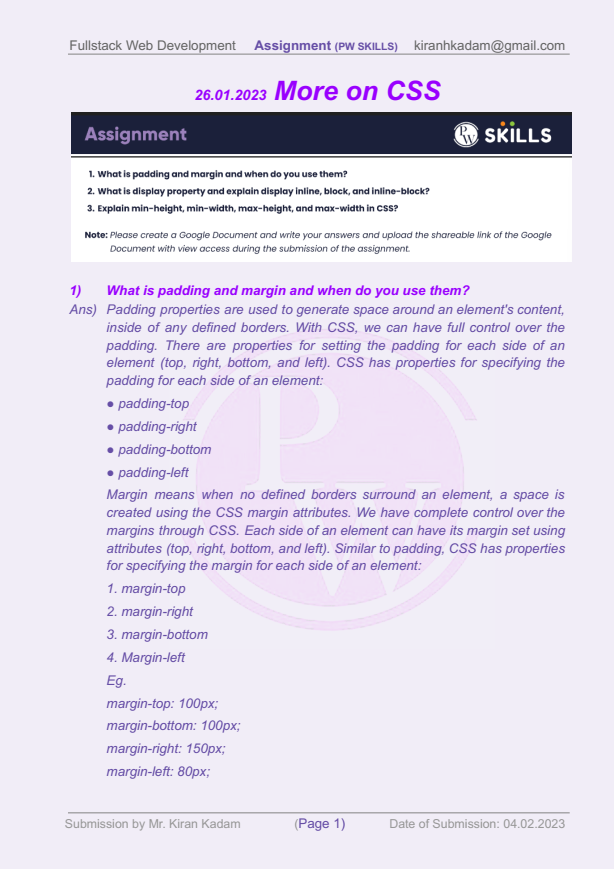 Fullstack Web Development Assignment (PW SKILLS) kiranhkadam@gmail.com
26.01.2023 More on CSS
Assignment PW SKILLS
1. What is padding and margin and when do you use them?
2. What is display property and explain display inline, block, and inline-block?
3. Explain min-height, min-width, max-height, and max-width in CSS?
Note: Please create a Google Document and write your answers and upload the shareable link of the Google
Document with view access during the submission of the assignment.
1) What is padding and margin and when do you use them?
Ans) Padding properties are used to generate space around an element's content,
inside of any defined borders. With CSS, we can have full control over the
padding. There are properties for setting the padding for each side of an
element (top, right, bottom, and left). CSS has properties for specifying the
padding for each side of an element:
● padding-top
● padding-right
● padding-bottom
● padding-left
Margin means when no defined borders surround an element, a space is
created using the CSS margin attributes. We have complete control over the
margins through CSS. Each side of an element can have its margin set using
attributes (top, right, bottom, and left). Similar to padding, CSS has properties
for specifying the margin for each side of an element:
1. margin-top
2. margin-right
3. margin-bottom
4. Margin-left
Eg.
margin-top: 100px;
margin-bottom: 100px;
margin-right: 150px;
margin-left: 80px;
PW
Submission by Mr. Kiran Kadam (Page 1) Date of Submission: 04.02.2023